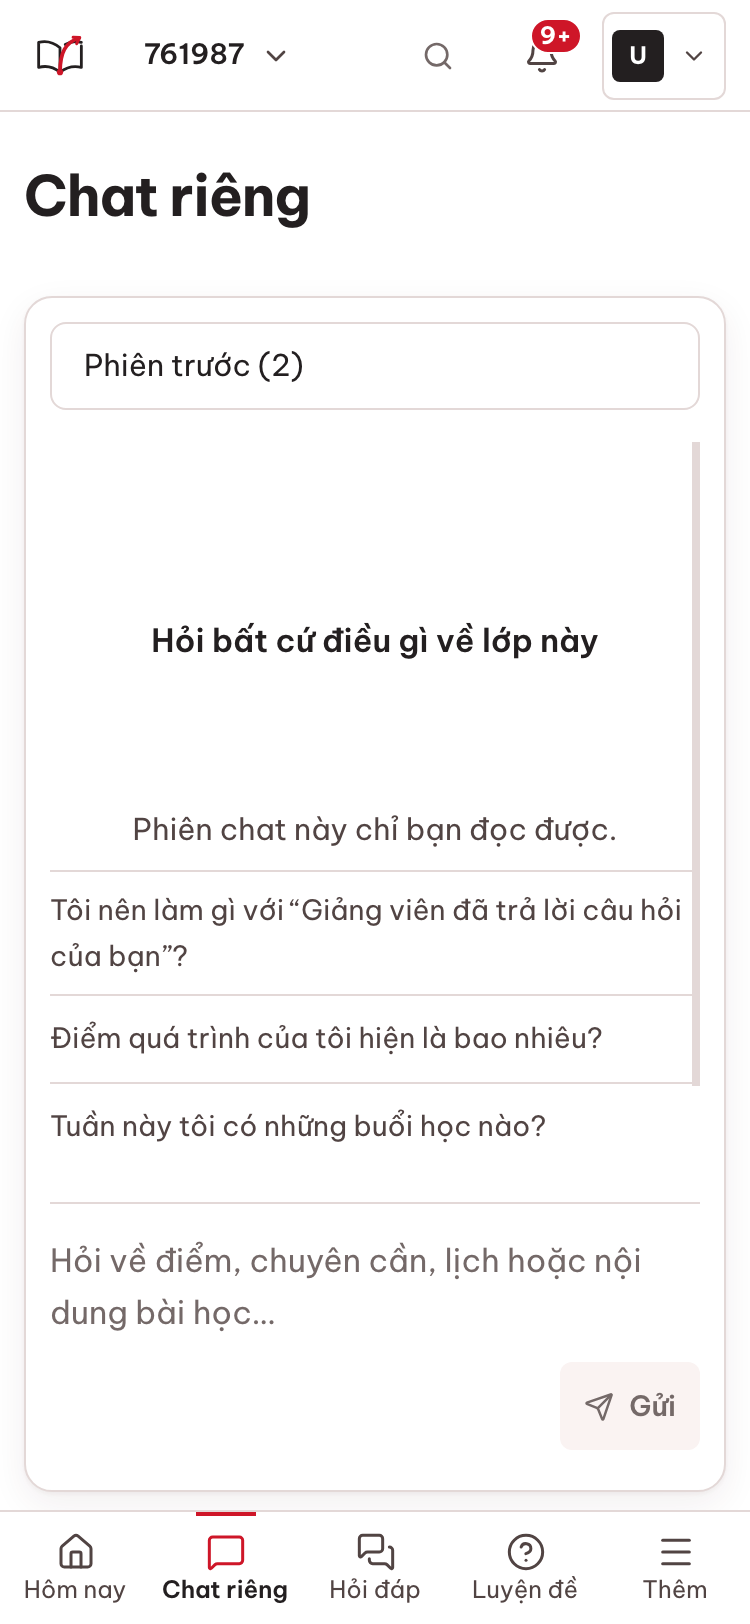 761987
9+
U
Chat riêng
Phiên trước (2)
Hỏi bất cứ điều gì về lớp này
Phiên chat này chỉ bạn đọc được.
Tôi nên làm gì với “Giảng viên đã trả lời câu hỏi
của bạn”?
Điểm quá trình của tôi hiện là bao nhiêu?
Tuần này tôi có những buổi học nào?
Hỏi về điểm, chuyên cần, lịch hoặc nội
dung bài học...
Gửi
Hôm nay
Chat riêng
Hỏi đáp
Luyện đề
Thêm